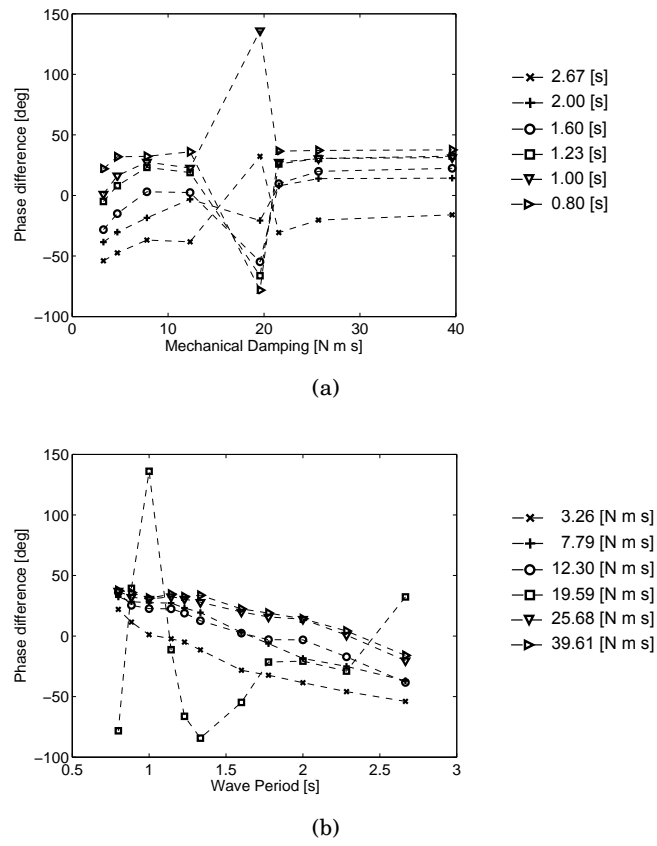 150
100
50
0
−50
−100
Phase difference [deg]
0 10 20 30 40
Mechanical Damping [N m s]
2.67 [s]
2.00 [s]
1.60 [s]
1.23 [s]
1.00 [s]
0.80 [s]
(a)
150
100
50
0
−50
−100
Phase difference [deg]
0.5 1 1.5 2 2.5 3
Wave Period [s]
3.26 [N m s]
7.79 [N m s]
12.30 [N m s]
19.59 [N m s]
25.68 [N m s]
39.61 [N m s]
(b)